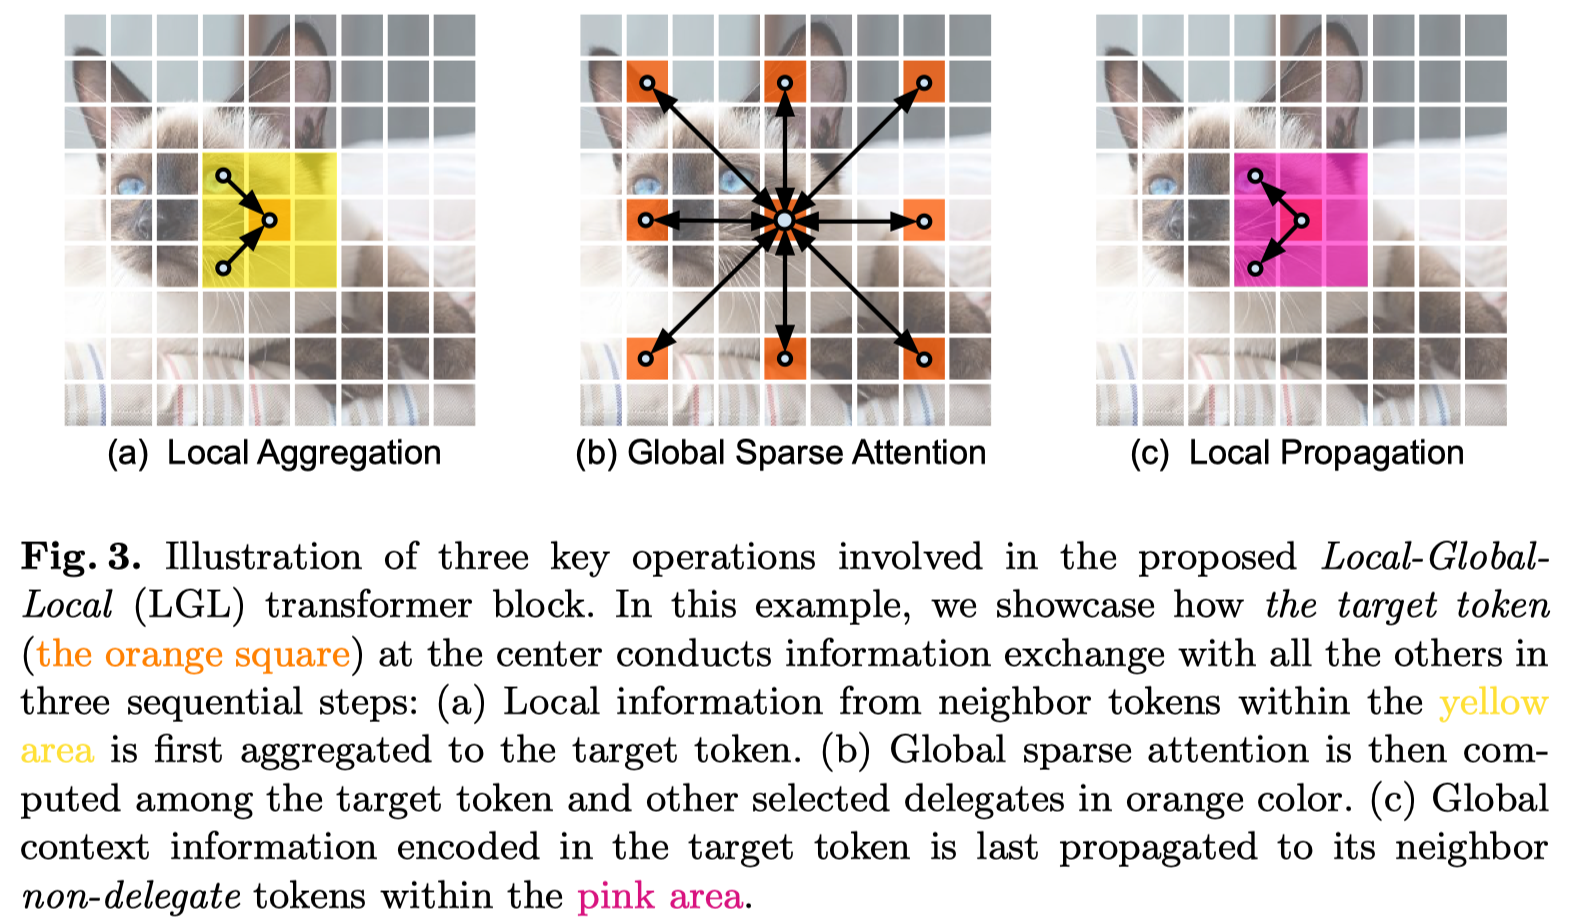 (a) Local Aggregation
(b) Global Sparse Attention
(c) Local Propagation
Fig. 3. Illustration of three key operations involved in the proposed Local-Global-
Local (LGL) transformer block. In this example, we showcase how the target token
(the orange square) at the center conducts information exchange with all the others in
three sequential steps: (a) Local information from neighbor tokens within the yellow
area is first aggregated to the target token. (b) Global sparse attention is then com-
puted among the target token and other selected delegates in orange color. (c) Global
context information encoded in the target token is last propagated to its neighbor
non-delegate tokens within the pink area.